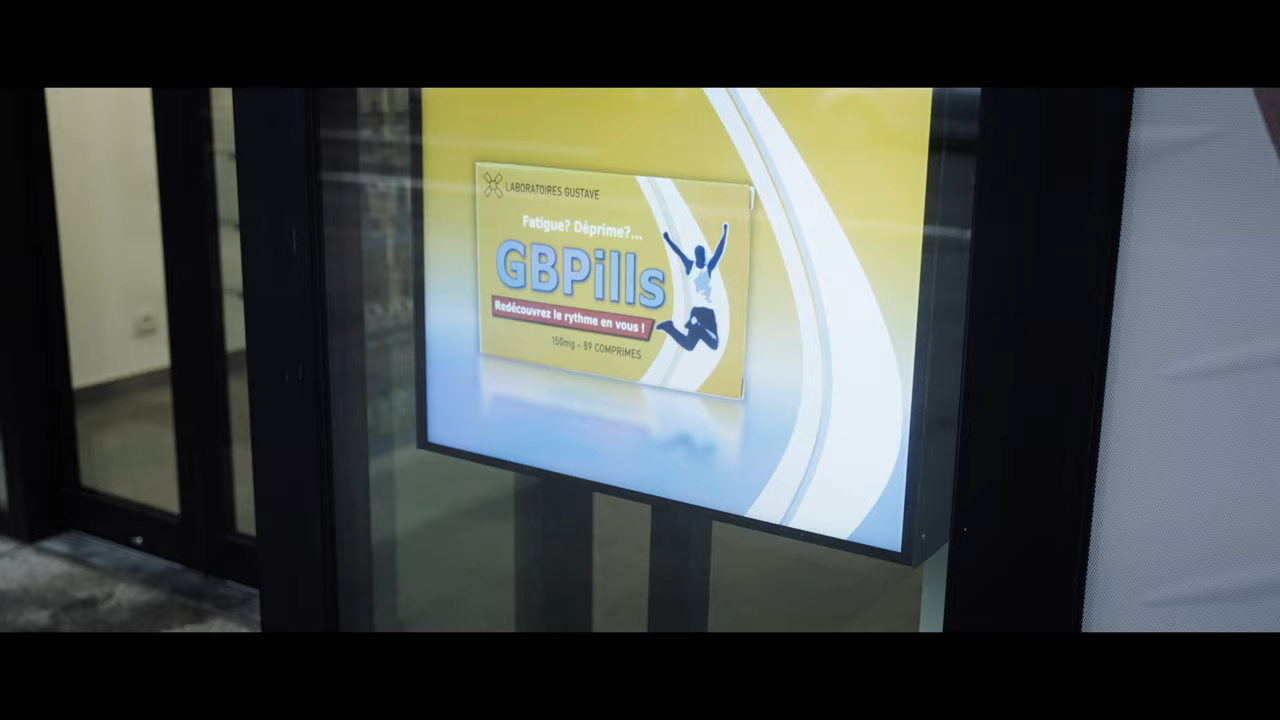 LABORATOIRES GUSTAVE
Fatigue? Déprime?...
GBPills
Redécouvrez le rythme en vous !
150mg - 89 COMPRIMES